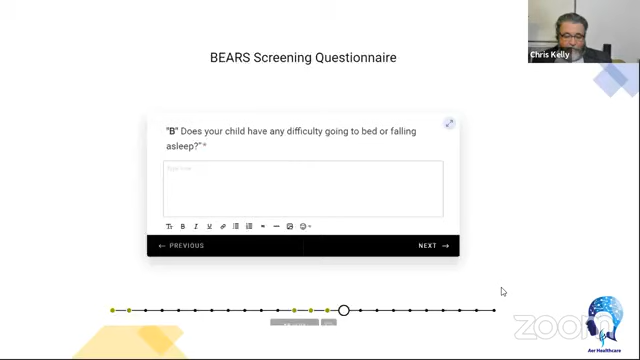 Chris Kelly
BEARS Screening Questionnaire
"B" Does your child have any difficulty going to bed or falling
asleep?"*
← PREVIOUS
NEXT →
zoom
Aer Healthcare